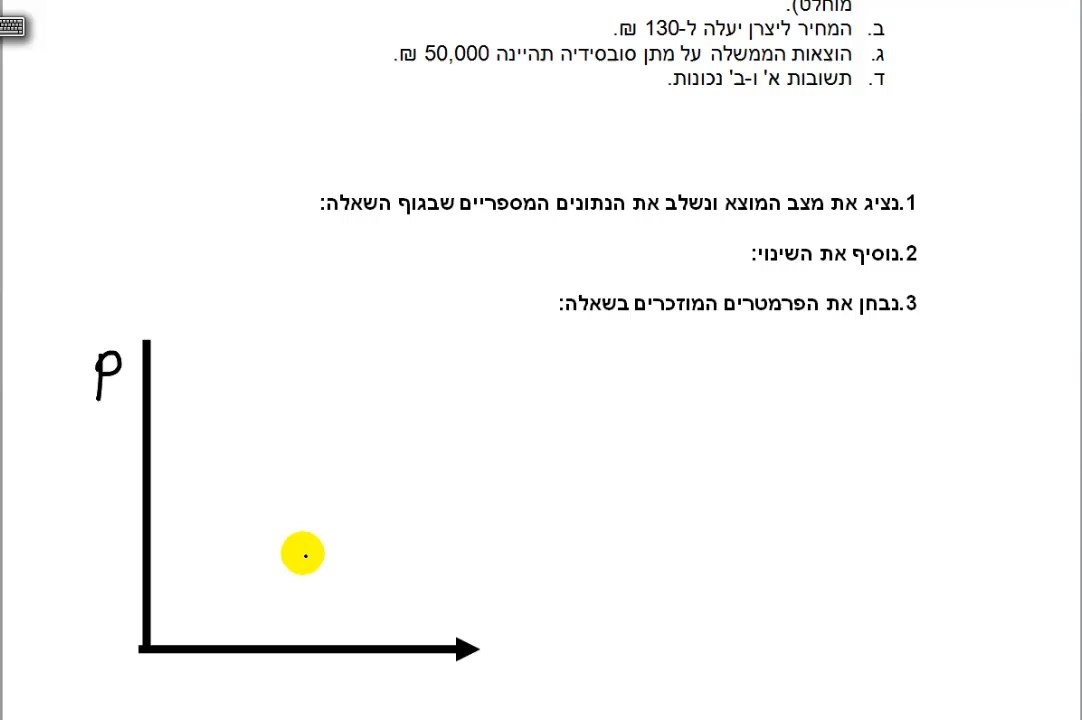 מוחלט).
ב. המחיר ליצרן יעלה ל-130 ₪.
ג. הוצאות הממשלה על מתן סובסידיה תהיינה 50,000 ₪.
ד. תשובות א' ו-ב' נכונות.
1.נציג את מצב המוצא ונשלב את הנתונים המספריים שבגוף השאלה:
2.נוסיף את השינוי:
3.נבחן את הפרמטרים המוזכרים בשאלה:
P